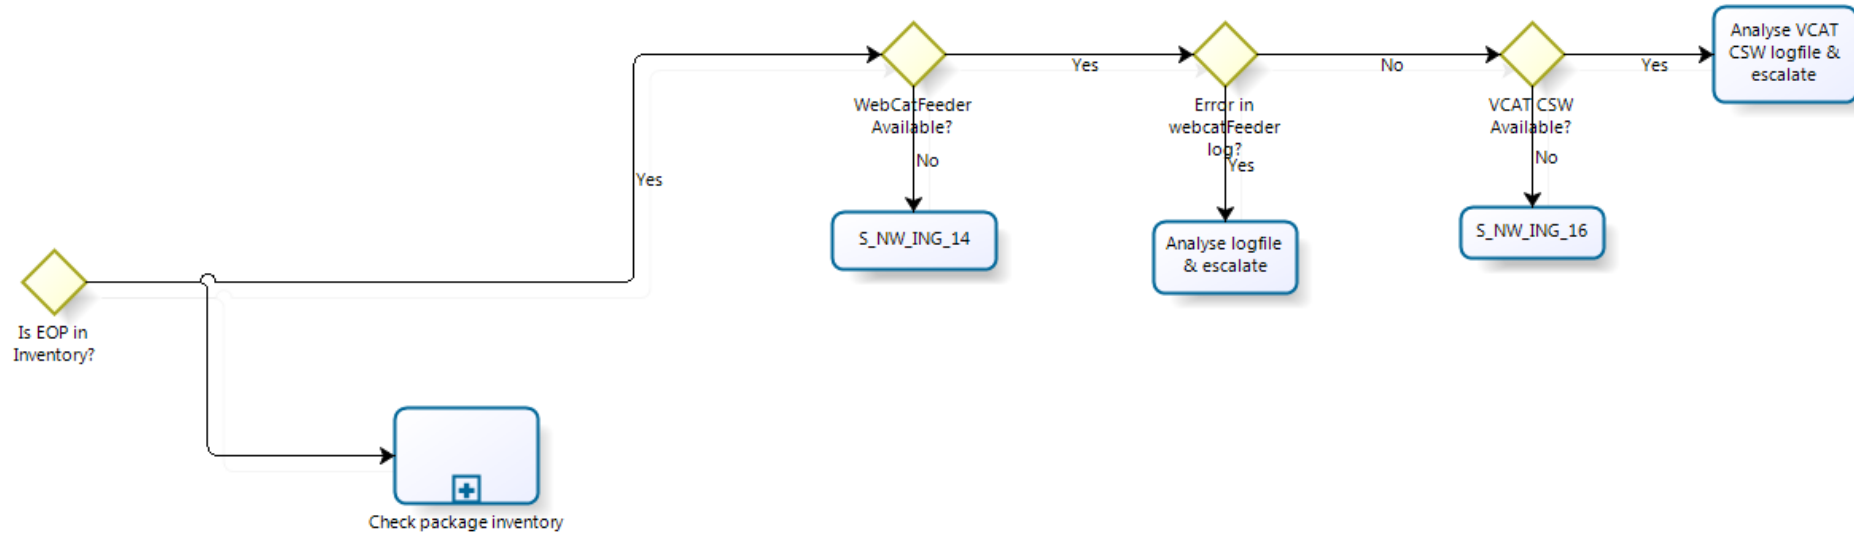 Analyse VCAT
CSW logfile &
escalate
Yes
No
Yes
WebCatFeeder
Available?
Error in
webcatFeeder
log?
VCAT CSW
Available?
No
Yes
No
Yes
S_NW_ING_14
Analyse logfile
& escalate
S_NW_ING_16
Is EOP in
Inventory?
Check package inventory